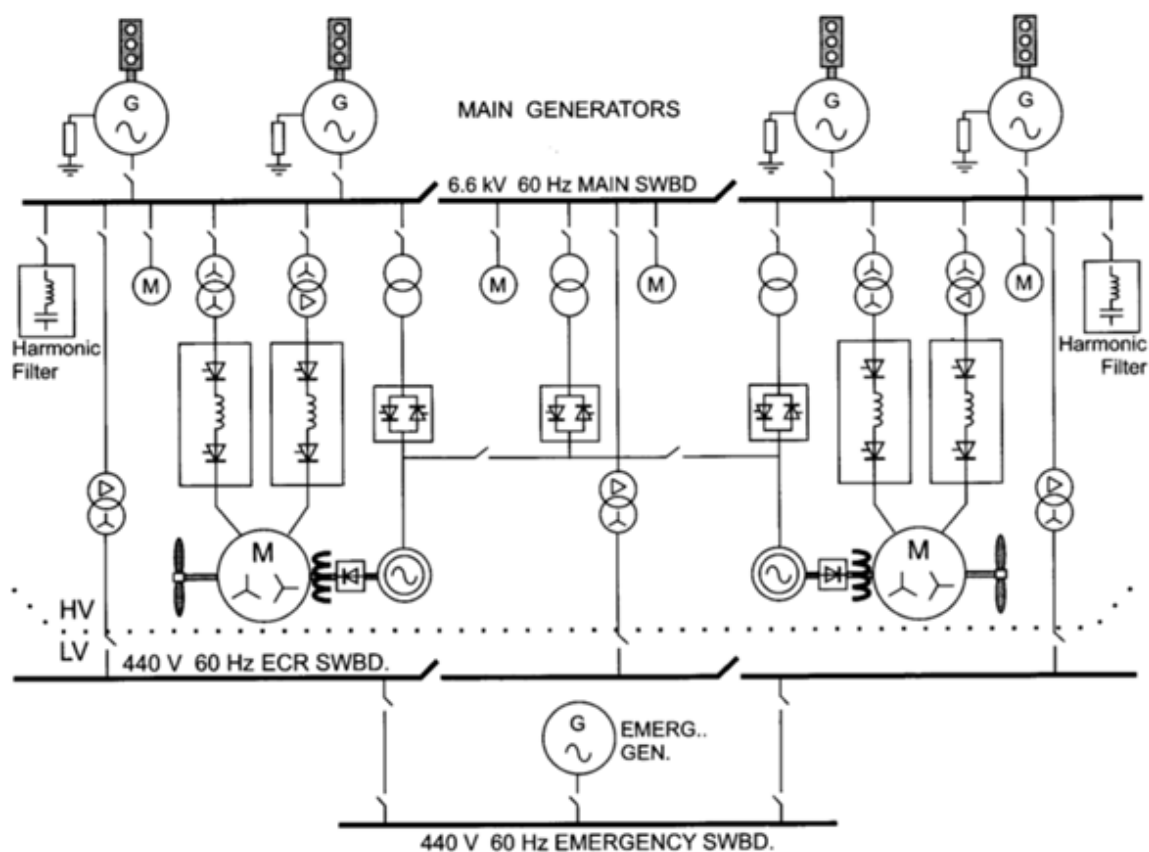 G
G
MAIN GENERATORS
G
G
6.6 kV 60 Hz MAIN SWBD
M
M
M
M
Harmonic
Filter
Harmonic
Filter
M
M
HV
LV
440 V 60 Hz ECR SWBD.
G
EMERG..
GEN.
440 V 60 Hz EMERGENCY SWBD.